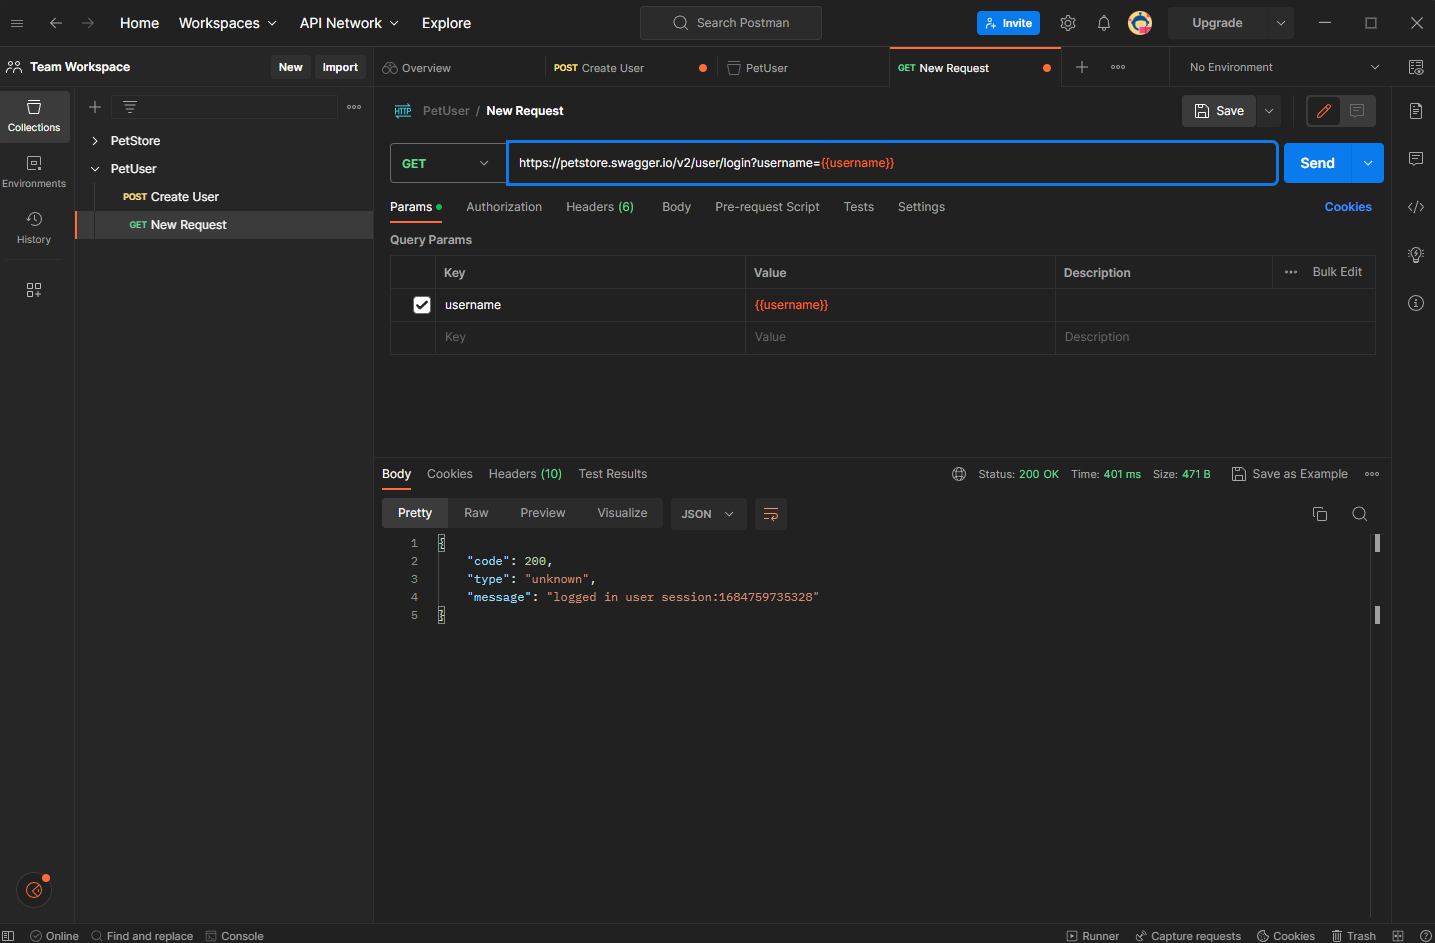 Home Workspaces API Network Explore Search Postman Invite Upgrade
Team Workspace New Import Overview POST Create User PetUser GET New Request No Environment
Collections
Environments
History
PetStore
PetUser
POST Create User
GET New Request
HTTP PetUser / New Request Save
GET https://petstore.swagger.io/v2/user/login?username={{username}} Send
Params Authorization Headers (6) Body Pre-request Script Tests Settings Cookies
Query Params
Key Value Description Bulk Edit
username {{username}}
Key Value Description
Body Cookies Headers (10) Test Results Status: 200 OK Time: 401 ms Size: 471 B Save as Example
Pretty Raw Preview Visualize JSON
1 {
2 "code": 200,
3 "type": "unknown",
4 "message": "logged in user session:1684759735328"
5 }
Online Find and replace Console Runner Capture requests Cookies Trash